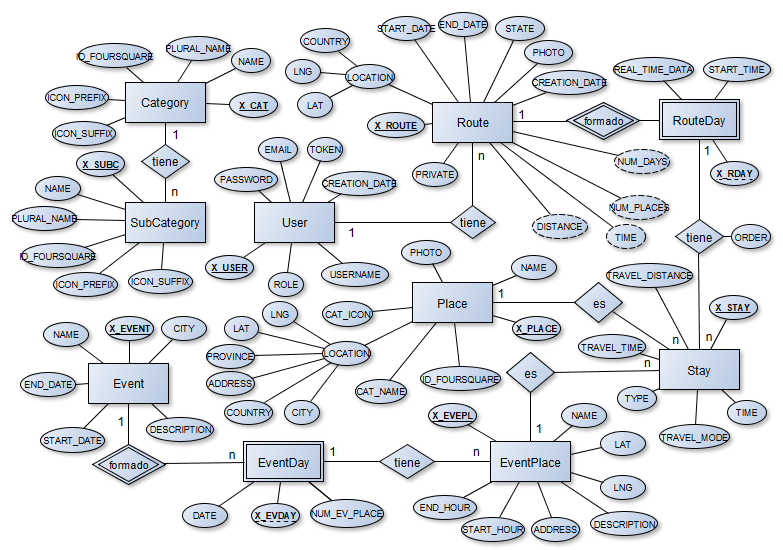 COUNTRY
START_DATE
END_DATE
STATE
ID_FOURSQUARE
PLURAL_NAME
NAME
PHOTO
LNG
LOCATION
REAL_TIME_DATA
START_TIME
CREATION_DATE
ICON_PREFIX
Category
X_CAT
LAT
X_ROUTE
Route
1
formado
1
RouteDay
ICON_SUFFIX
1
EMAIL
TOKEN
n
1
X_SUBC
tiene
NUM_DAYS
PRIVATE
X_RDAY
PASSWORD
CREATION_DATE
NAME
n
NUM_PLACES
PLURAL_NAME
SubCategory
User
1
tiene
DISTANCE
TIME
tiene
ORDER
ID_FOURSQUARE
PHOTO
X_USER
USERNAME
NAME
TRAVEL_DISTANCE
ICON_PREFIX
ICON_SUFFIX
ROLE
CAT_ICON
Place
1
es
X_STAY
LNG
X_EVENT
CITY
LAT
X_PLACE
NAME
n
n
TRAVEL_TIME
PROVINCE
LOCATION
n
Event
es
Stay
END_DATE
ADDRESS
ID_FOURSQUARE
CAT_NAME
TYPE
COUNTRY
CITY
X_EVEPL
NAME
TIME
1
DESCRIPTION
1
START_DATE
TRAVEL_MODE
LAT
n
1
n
formado
EventDay
tiene
EventPlace
LNG
END_HOUR
DATE
X_EVDAY
NUM_EV_PLACE
START_HOUR
ADDRESS
DESCRIPTION